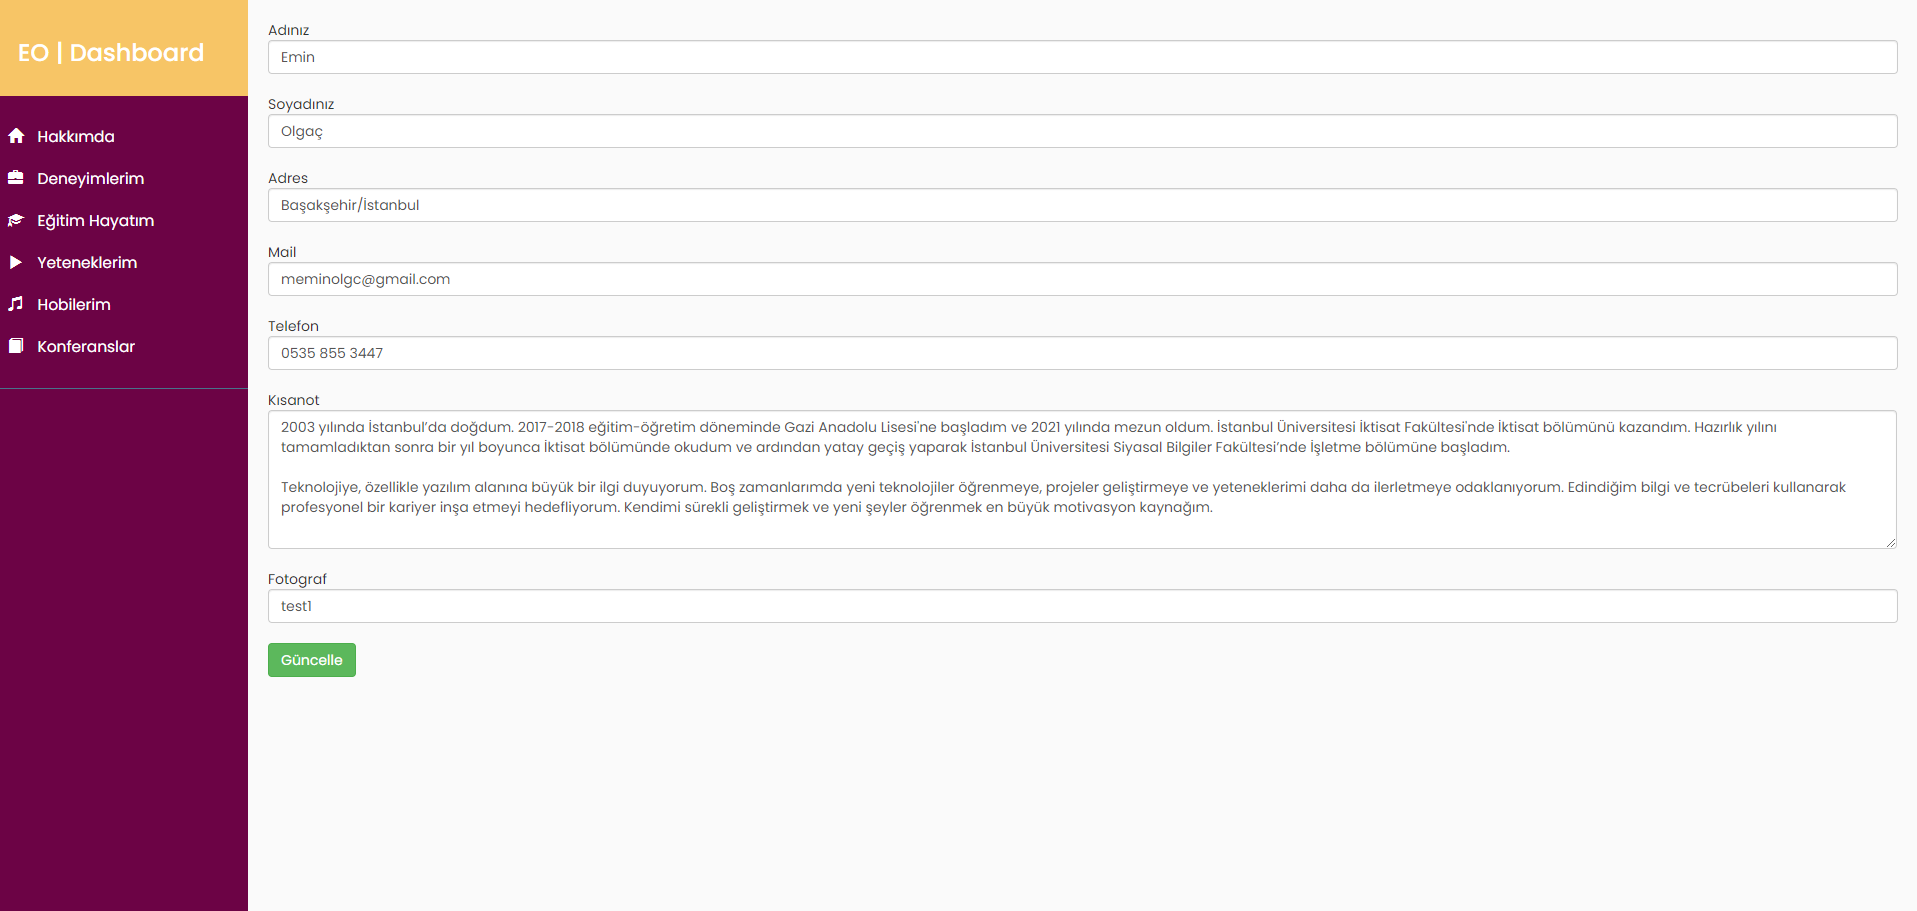 EO | Dashboard
Hakkımda
Deneyimlerim
Eğitim Hayatım
Yeteneklerim
Hobilerim
Konferanslar
Adınız
Emin
Soyadınız
Olgaç
Adres
Başakşehir/İstanbul
Mail
meminolgc@gmail.com
Telefon
0535 855 3447
Kısanot
2003 yılında İstanbul’da doğdum. 2017-2018 eğitim-öğretim döneminde Gazi Anadolu Lisesi'ne başladım ve 2021 yılında mezun oldum. İstanbul Üniversitesi İktisat Fakültesi'nde İktisat bölümünü kazandım. Hazırlık yılını
tamamladıktan sonra bir yıl boyunca İktisat bölümünde okudum ve ardından yatay geçiş yaparak İstanbul Üniversitesi Siyasal Bilgiler Fakültesi’nde İşletme bölümüne başladım.
Teknolojiye, özellikle yazılım alanına büyük bir ilgi duyuyorum. Boş zamanlarımda yeni teknolojiler öğrenmeye, projeler geliştirmeye ve yeteneklerimi daha da ilerletmeye odaklanıyorum. Edindiğim bilgi ve tecrübeleri kullanarak
profesyonel bir kariyer inşa etmeyi hedefliyorum. Kendimi sürekli geliştirmek ve yeni şeyler öğrenmek en büyük motivasyon kaynağım.
Fotograf
test1
Güncelle